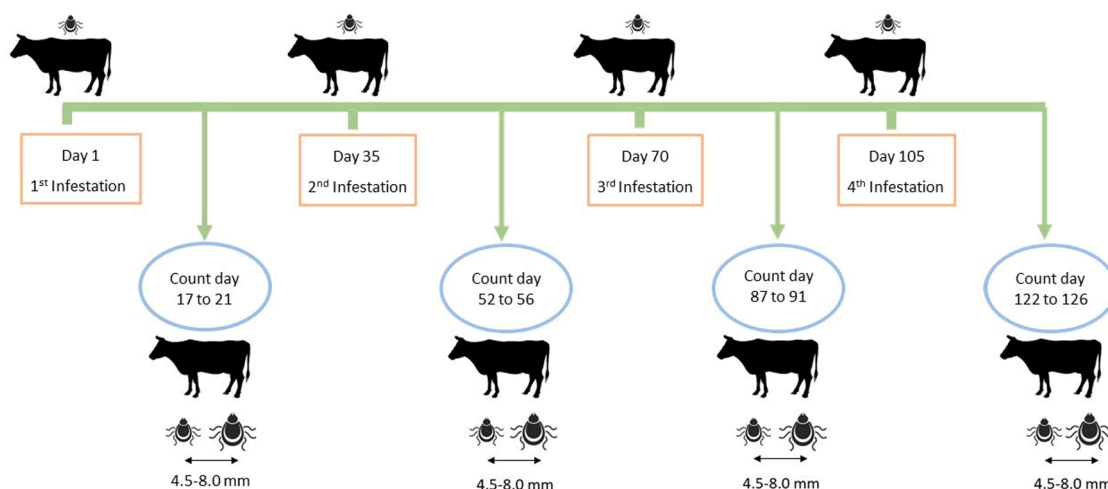 Day 1
1st Infestation
Day 35
2nd Infestation
Day 70
3rd Infestation
Day 105
4th Infestation
Count day
17 to 21
Count day
52 to 56
Count day
87 to 91
Count day
122 to 126
4.5-8.0 mm
4.5-8.0 mm
4.5-8.0 mm
4.5-8.0 mm